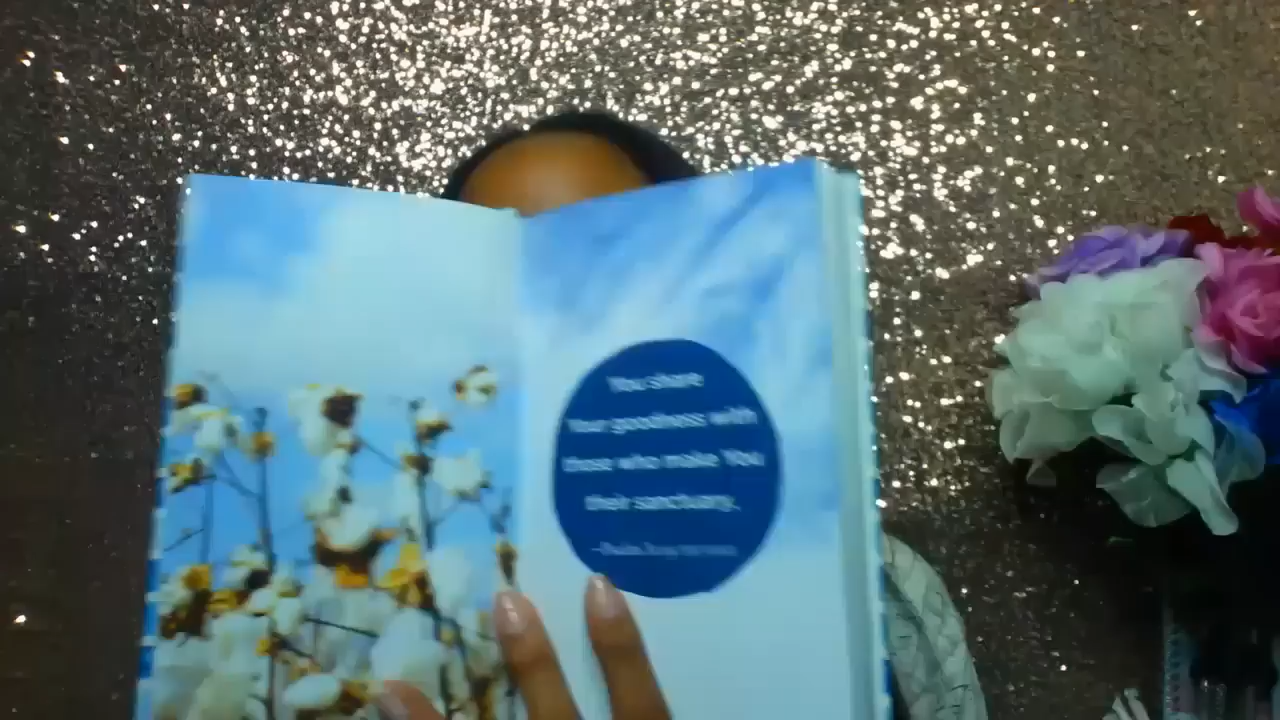 You share
Your goodness with
those who make You
their sanctuary.